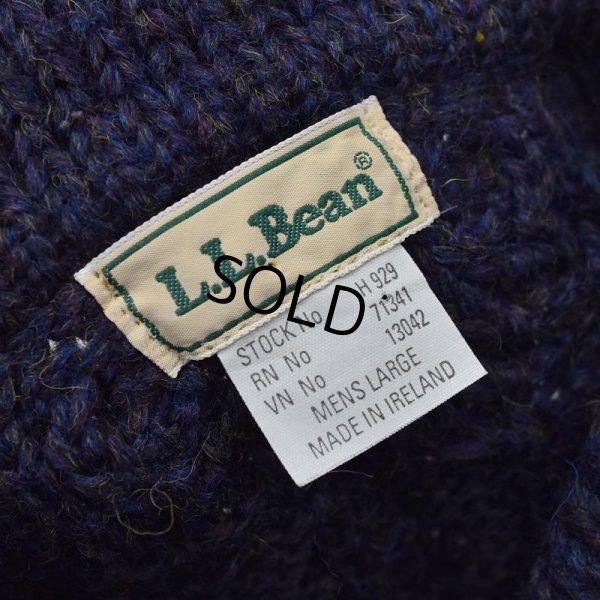 L.L.Bean®
SOLD
STOCK No H 929
RN No 71341
VN No 13042
MENS LARGE
MADE IN IRELAND